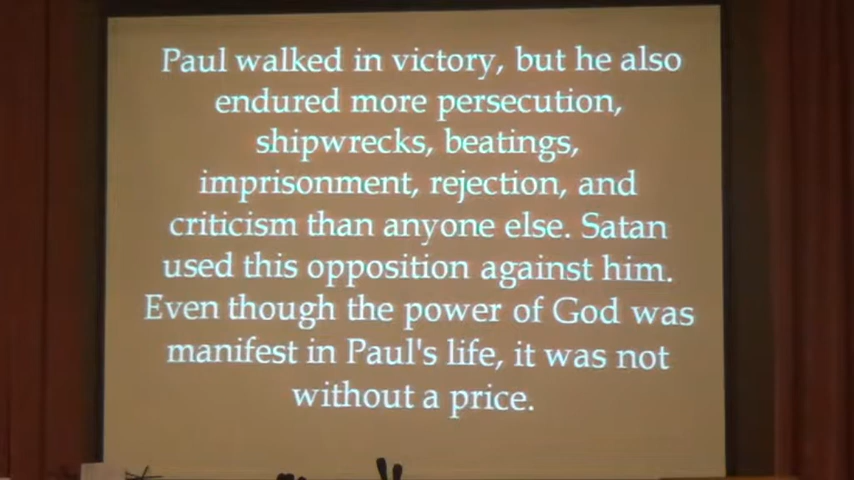 Paul walked in victory, but he also
endured more persecution,
shipwrecks, beatings,
imprisonment, rejection, and
criticism than anyone else. Satan
used this opposition against him.
Even though the power of God was
manifest in Paul's life, it was not
without a price.